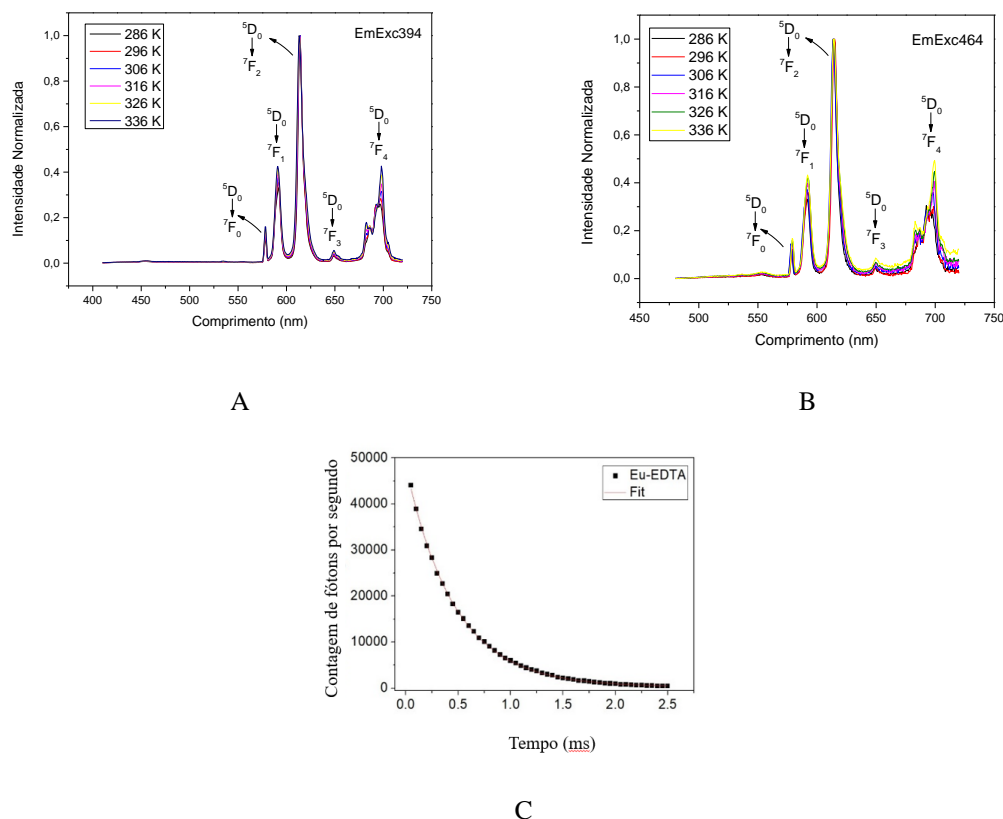 EmExc394
286 K
296 K
306 K
316 K
326 K
336 K
⁵D₀
⁷F₂
⁵D₀
⁷F₁
⁵D₀
⁷F₄
⁵D₀
⁷F₀
⁵D₀
⁷F₃
Intensidade Normalizada
1,0
0,8
0,6
0,4
0,2
0,0
400 450 500 550 600 650 700 750
Comprimento (nm)
A
EmExc464
286 K
296 K
306 K
316 K
326 K
336 K
⁵D₀
⁷F₂
⁵D₀
⁷F₁
⁵D₀
⁷F₄
⁵D₀
⁷F₀
⁵D₀
⁷F₃
Intensidade Normalizada
1,0
0,8
0,6
0,4
0,2
0,0
450 500 550 600 650 700 750
Comprimento (nm)
B
Eu-EDTA
Fit
Contagem de fótons por segundo
50000
40000
30000
20000
10000
0
0.0 0.5 1.0 1.5 2.0 2.5
Tempo (ms)
C